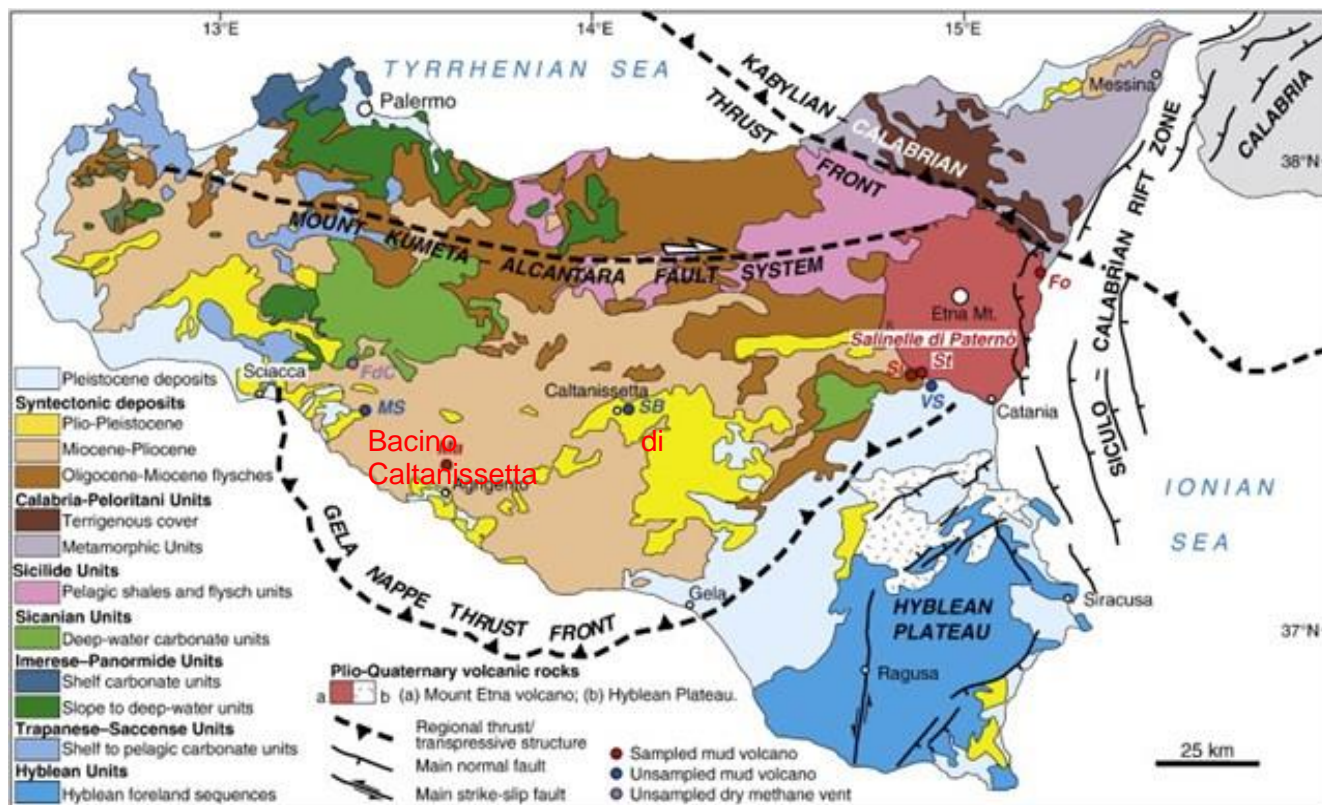 13°E 14°E 15°E
TYRRHENIAN SEA
Palermo
Messina
KABYLIAN – CALABRIAN
THRUST FRONT
CALABRIA
38°N
MOUNT KUMETA – ALCANTARA FAULT SYSTEM
SICULO – CALABRIAN RIFT ZONE
Fo
Etna Mt.
Salinelle di Paternò
St
VS
Catania
Sciacca
FdC
MS
Caltanissetta
SB
Bacino di
Caltanissetta
Ma
Agrigento
GELA NAPPE THRUST FRONT
Gela
IONIAN
SEA
Siracusa
HYBLEAN
PLATEAU
Ragusa
37°N
Pleistocene deposits
Syntectonic deposits
Plio-Pleistocene
Miocene-Pliocene
Oligocene-Miocene flysches
Calabria-Peloritani Units
Terrigenous cover
Metamorphic Units
Sicilide Units
Pelagic shales and flysch units
Sicanian Units
Deep-water carbonate units
Imerese–Panormide Units
Shelf carbonate units
Slope to deep-water units
Trapanese–Saccense Units
Shelf to pelagic carbonate units
Hyblean Units
Hyblean foreland sequences
Plio-Quaternary volcanic rocks
a b (a) Mount Etna volcano; (b) Hyblean Plateau.
Regional thrust/
transpressive structure
Main normal fault
Main strike-slip fault
Sampled mud volcano
Unsampled mud volcano
Unsampled dry methane vent
25 km